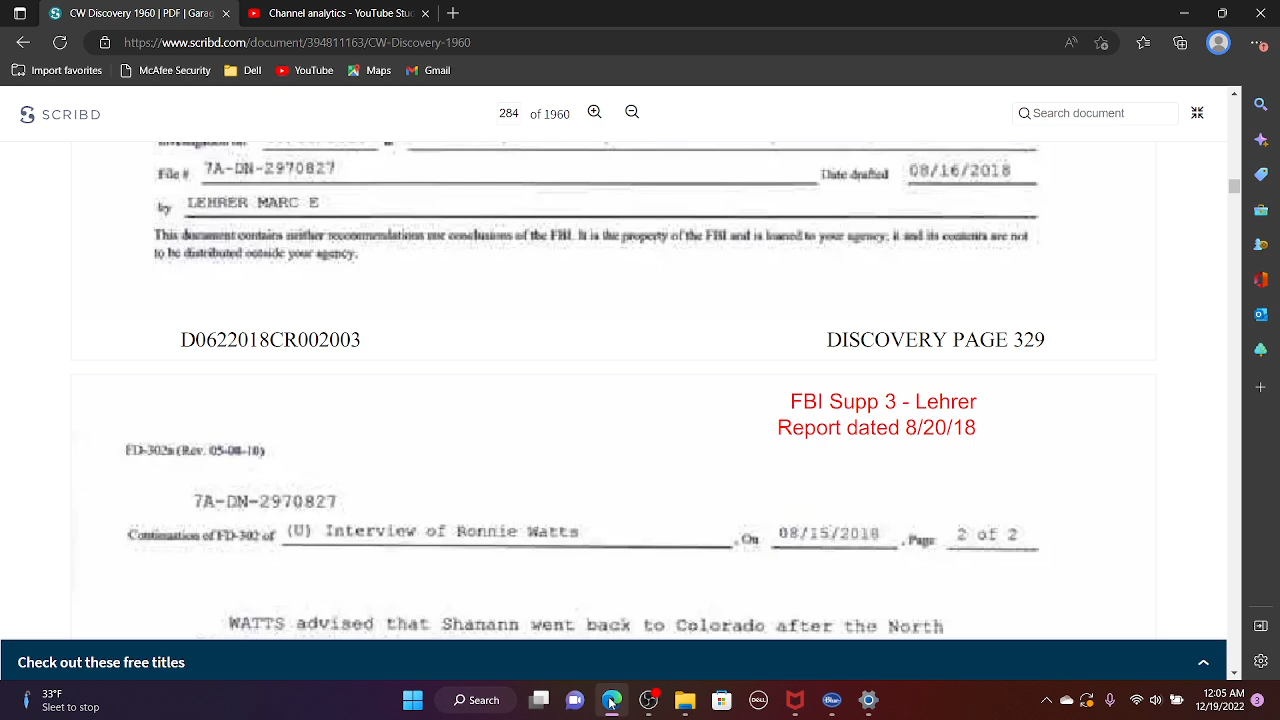 CW Discovery 1960 | PDF | Garag
Channel analytics - YouTube Stu
https://www.scribd.com/document/394811163/CW-Discovery-1960
Import favorites
McAfee Security
Dell
YouTube
Maps
Gmail
SCRIBD
284 of 1960
Search document
File # 7A-DN-2970827 Date drafted 08/16/2018
by LEHRER MARC E
This document contains neither recommendations nor conclusions of the FBI. It is the property of the FBI and is loaned to your agency; it and its contents are not
to be distributed outside your agency.
D0622018CR002003 DISCOVERY PAGE 329
FBI Supp 3 - Lehrer
Report dated 8/20/18
FD-302a (Rev. 05-08-10)
7A-DN-2970827
Continuation of FD-302 of (U) Interview of Ronnie Watts , On 08/15/2018 , Page 2 of 2
WATTS advised that Shanann went back to Colorado after the North
Check out these free titles
33°F
Sleet to stop
Search
DELL
Blue
12:05 AM
12/19/2022
3